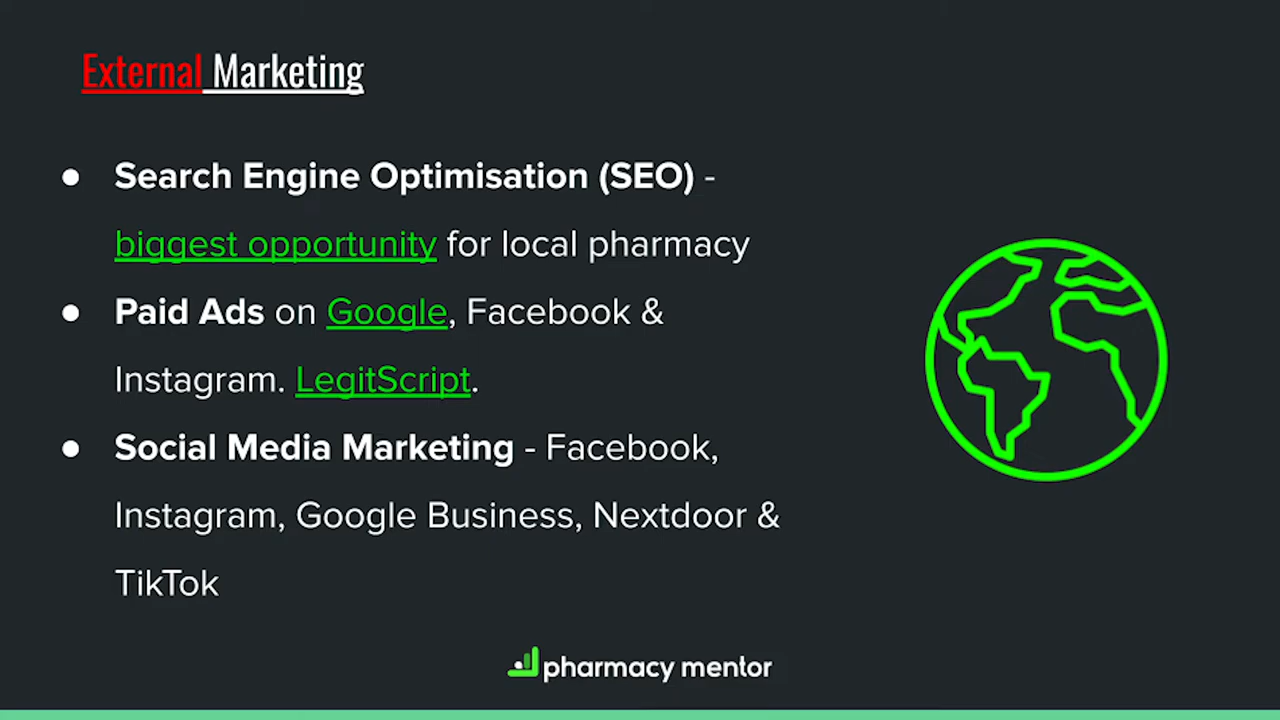 External Marketing
● Search Engine Optimisation (SEO) -
biggest opportunity for local pharmacy
● Paid Ads on Google, Facebook &
Instagram. LegitScript.
● Social Media Marketing - Facebook,
Instagram, Google Business, Nextdoor &
TikTok
pharmacy mentor